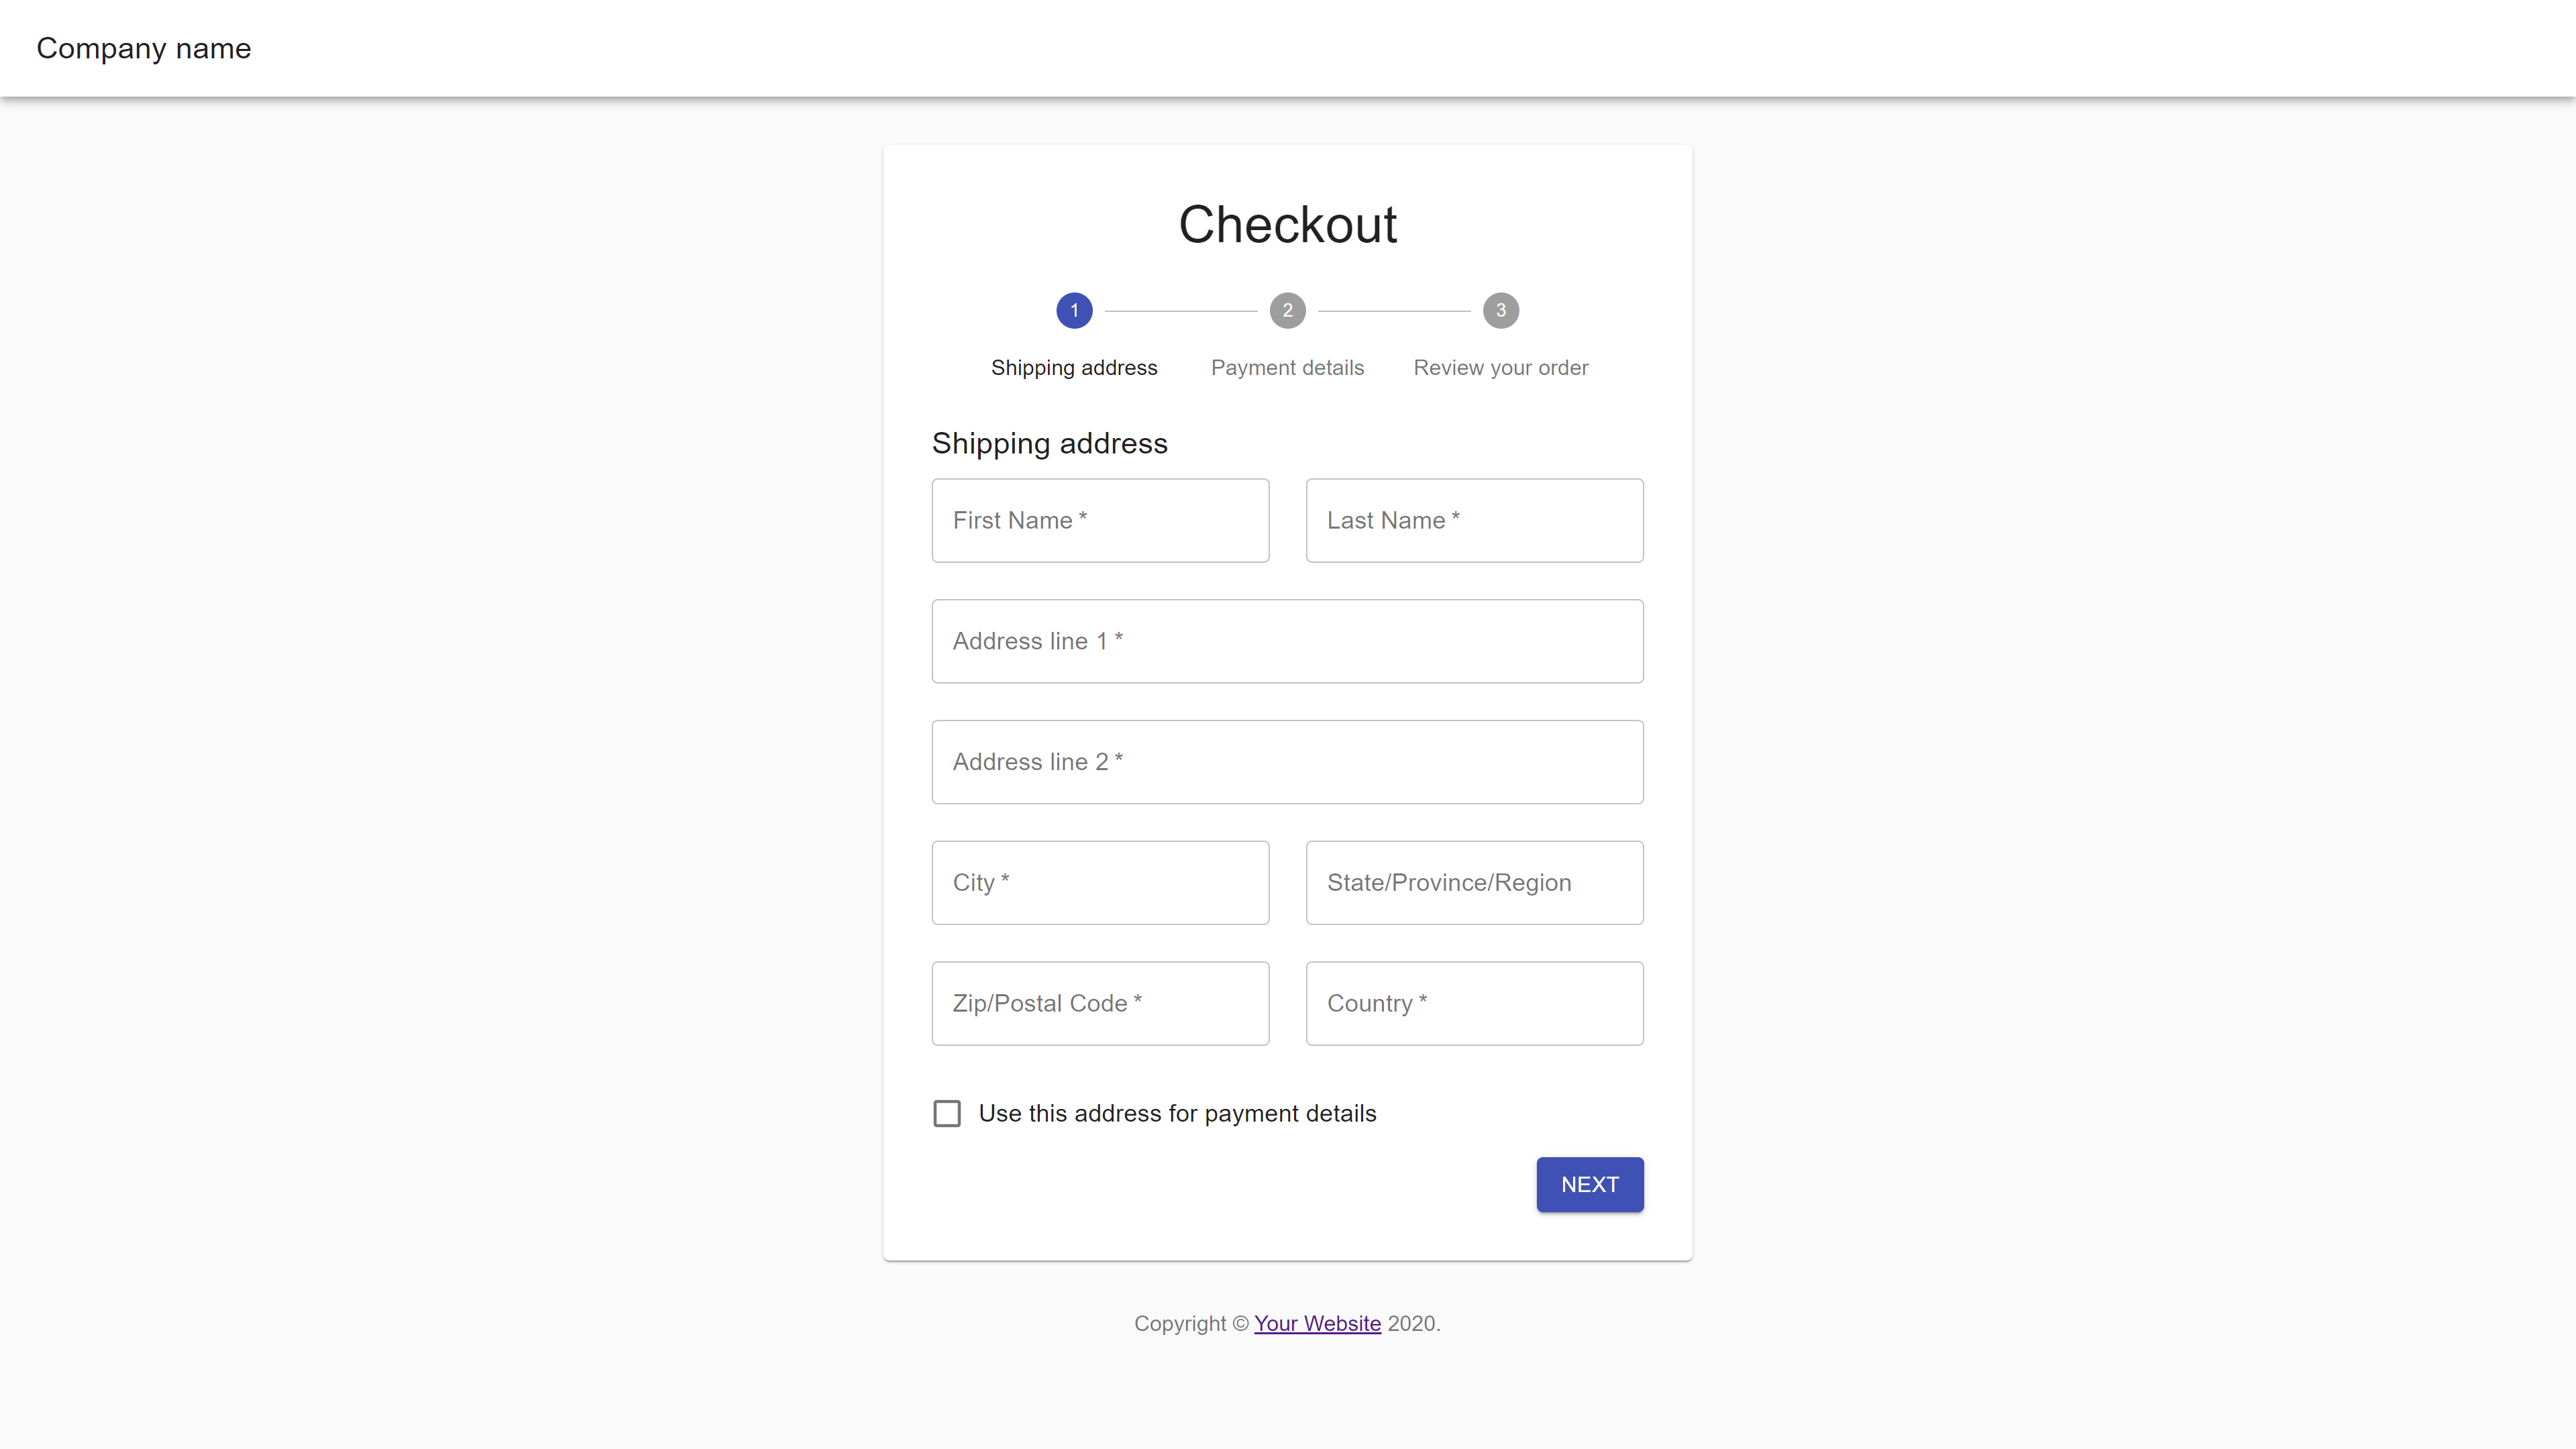 Company name
Checkout
1 2 3
Shipping address Payment details Review your order
Shipping address
First Name * Last Name *
Address line 1 *
Address line 2 *
City * State/Province/Region
Zip/Postal Code * Country *
Use this address for payment details
NEXT
Copyright © Your Website 2020.